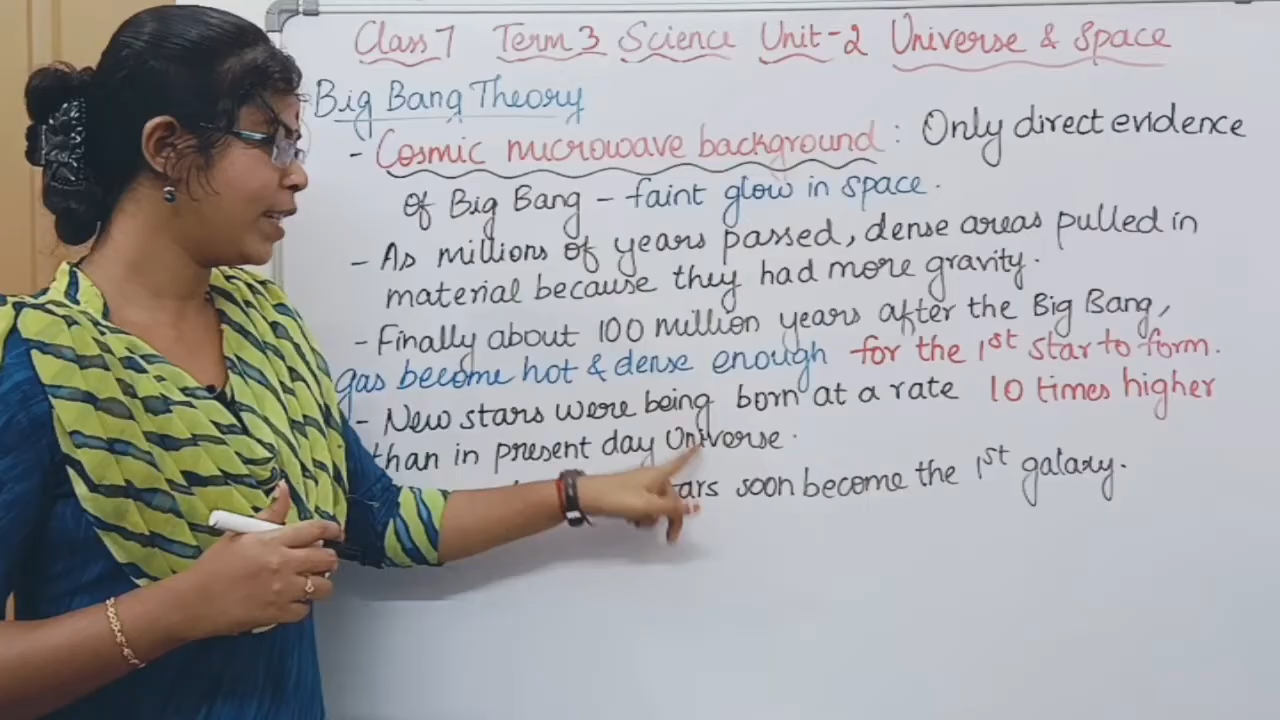 Class 7 Term 3 Science Unit-2 Universe & Space
Big Bang Theory
- Cosmic microwave background : Only direct evidence
of Big Bang - faint glow in space.
- As millions of years passed, dense areas pulled in
material because they had more gravity.
- Finally about 100 million years after the Big Bang,
gas become hot & dense enough for the 1st star to form.
- New stars were being born at a rate 10 times higher
than in present day Universe.
soon become the 1st galaxy.